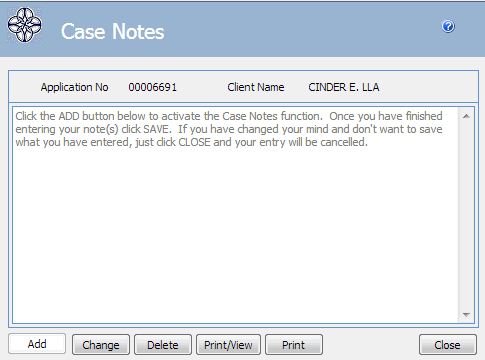 Case Notes
Application No 00006691 Client Name CINDER E. LLA
Click the ADD button below to activate the Case Notes function. Once you have finished
entering your note(s) click SAVE. If you have changed your mind and don't want to save
what you have entered, just click CLOSE and your entry will be cancelled.
Add Change Delete Print/View Print Close